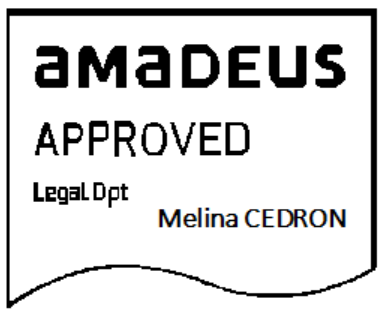 amaDEUS
APPROVED
Legal Dpt
Melina CEDRON